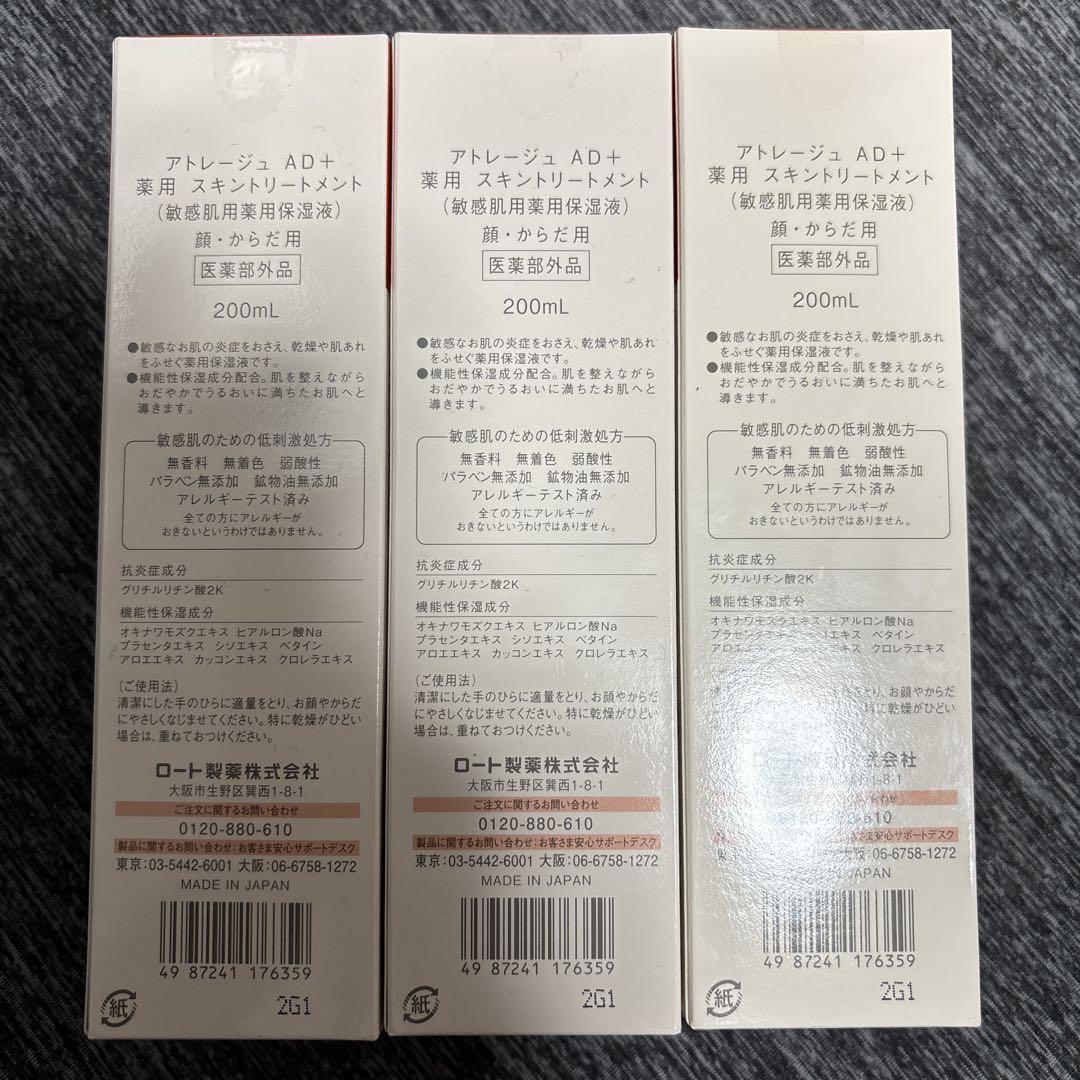 アトレージュ AD＋
薬用 スキントリートメント
（敏感肌用薬用保湿液）
顔・からだ用
医薬部外品
200mL
●敏感なお肌の炎症をおさえ、乾燥や肌あれ
をふせぐ薬用保湿液です。
●機能性保湿成分配合。肌を整えながら
おだやかでうるおいに満ちたお肌へと
導きます。
敏感肌のための低刺激処方
無香料 無着色 弱酸性
パラベン無添加 鉱物油無添加
アレルギーテスト済み
全ての方にアレルギーが
おきないというわけではありません。
抗炎症成分
グリチルリチン酸2K
機能性保湿成分
オキナワモズクエキス ヒアルロン酸Na
プラセンタエキス シソエキス ベタイン
アロエエキス カッコンエキス クロレラエキス
（ご使用法）
清潔にした手のひらに適量をとり、お顔やからだ
にやさしくなじませてください。特に乾燥がひどい
場合は、重ねておつけください。
ロート製薬株式会社
大阪市生野区巽西1-8-1
ご注文に関するお問い合わせ
0120-880-610
製品に関するお問い合わせ：お客さま安心サポートデスク
東京：03-5442-6001 大阪：06-6758-1272
MADE IN JAPAN
4987241176359
紙
2G1
アトレージュ AD＋
薬用 スキントリートメント
（敏感肌用薬用保湿液）
顔・からだ用
医薬部外品
200mL
●敏感なお肌の炎症をおさえ、乾燥や肌あれ
をふせぐ薬用保湿液です。
●機能性保湿成分配合。肌を整えながら
おだやかでうるおいに満ちたお肌へと
導きます。
敏感肌のための低刺激処方
無香料 無着色 弱酸性
パラベン無添加 鉱物油無添加
アレルギーテスト済み
全ての方にアレルギーが
おきないというわけではありません。
抗炎症成分
グリチルリチン酸2K
機能性保湿成分
オキナワモズクエキス ヒアルロン酸Na
プラセンタエキス シソエキス ベタイン
アロエエキス カッコンエキス クロレラエキス
（ご使用法）
清潔にした手のひらに適量をとり、お顔やからだ
にやさしくなじませてください。特に乾燥がひどい
場合は、重ねておつけください。
ロート製薬株式会社
大阪市生野区巽西1-8-1
ご注文に関するお問い合わせ
0120-880-610
製品に関するお問い合わせ：お客さま安心サポートデスク
東京：03-5442-6001 大阪：06-6758-1272
MADE IN JAPAN
4987241176359
紙
2G1
アトレージュ AD＋
薬用 スキントリートメント
（敏感肌用薬用保湿液）
顔・からだ用
医薬部外品
200mL
●敏感なお肌の炎症をおさえ、乾燥や肌あれ
をふせぐ薬用保湿液です。
●機能性保湿成分配合。肌を整えながら
おだやかでうるおいに満ちたお肌へと
導きます。
敏感肌のための低刺激処方
無香料 無着色 弱酸性
パラベン無添加 鉱物油無添加
アレルギーテスト済み
全ての方にアレルギーが
おきないというわけではありません。
抗炎症成分
グリチルリチン酸2K
機能性保湿成分
オキナワモズクエキス ヒアルロン酸Na
ベタイン
アロエエキス カッコンエキス クロレラエキス
お顔やからだ
乾燥がひどい
サポートデスク
大阪：06-6758-1272
JAPAN
4987241176359
紙
2G1